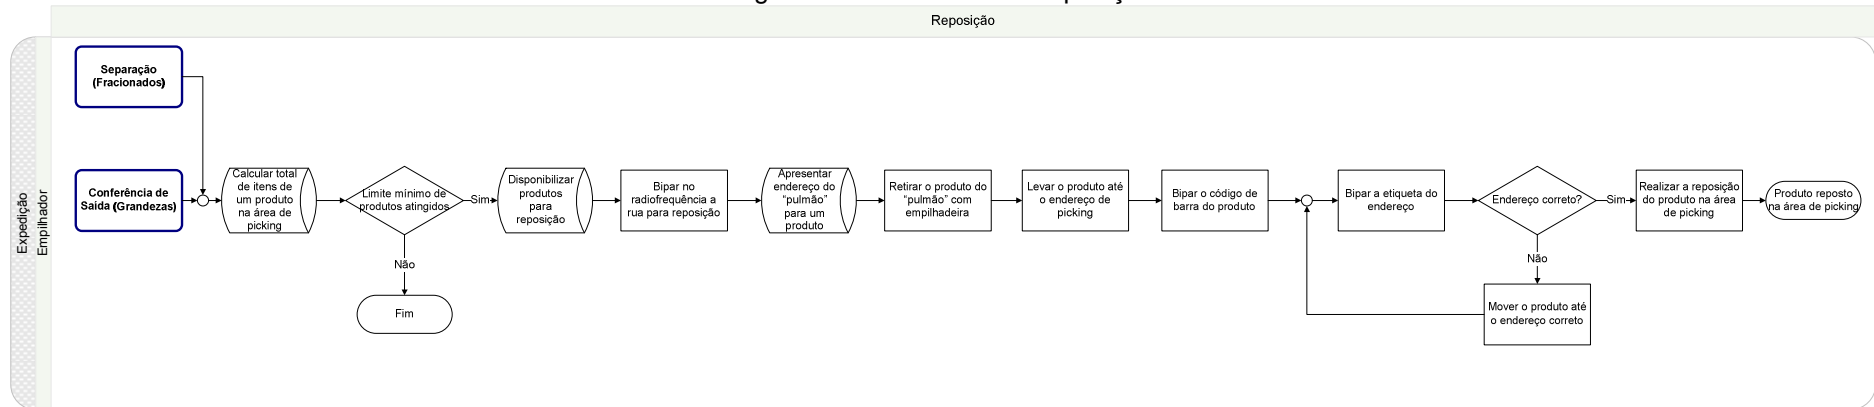 Reposição
Expedição
Empilhador
Separação
(Fracionados)
Conferência de
Saida (Grandezas)
Calcular total
de itens de
um produto
na área de
picking
Limite mínimo de
produtos atingidos
Sim
Não
Fim
Disponibilizar
produtos
para
reposição
Bipar no
radiofrequência a
rua para reposição
Apresentar
endereço do
“pulmão”
para um
produto
Retirar o produto do
“pulmão” com
empilhadeira
Levar o produto até
o endereço de
picking
Bipar o código de
barra do produto
Bipar a etiqueta do
endereço
Endereço correto?
Sim
Não
Mover o produto até
o endereço correto
Realizar a reposição
do produto na área
de picking
Produto reposto
na área de picking